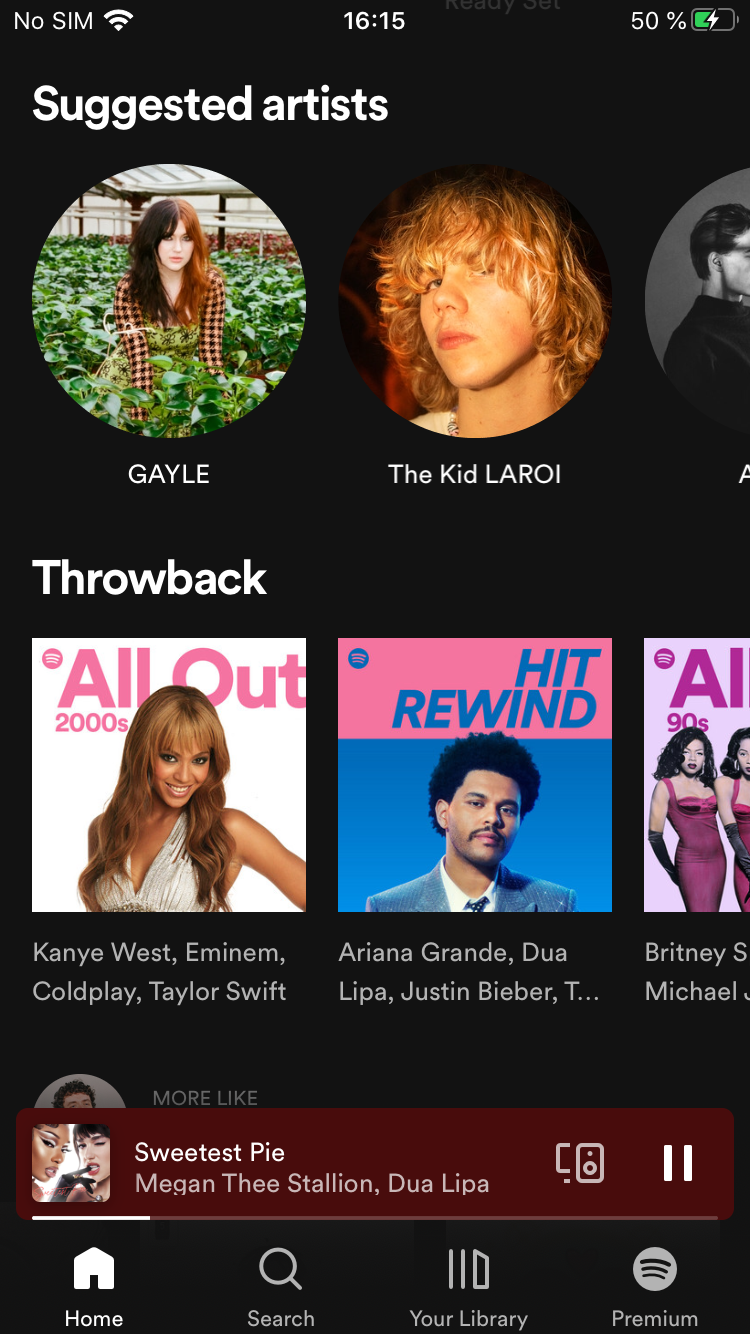 Ready Set
No SIM 16:15 50 %
Suggested artists
GAYLE The Kid LAROI A
Throwback
All Out
2000s
HIT
REWIND
All
90s
Kanye West, Eminem,
Coldplay, Taylor Swift
Ariana Grande, Dua
Lipa, Justin Bieber, T...
Britney S
Michael J
MORE LIKE
Sweetest Pie
Megan Thee Stallion, Dua Lipa
Home Search Your Library Premium